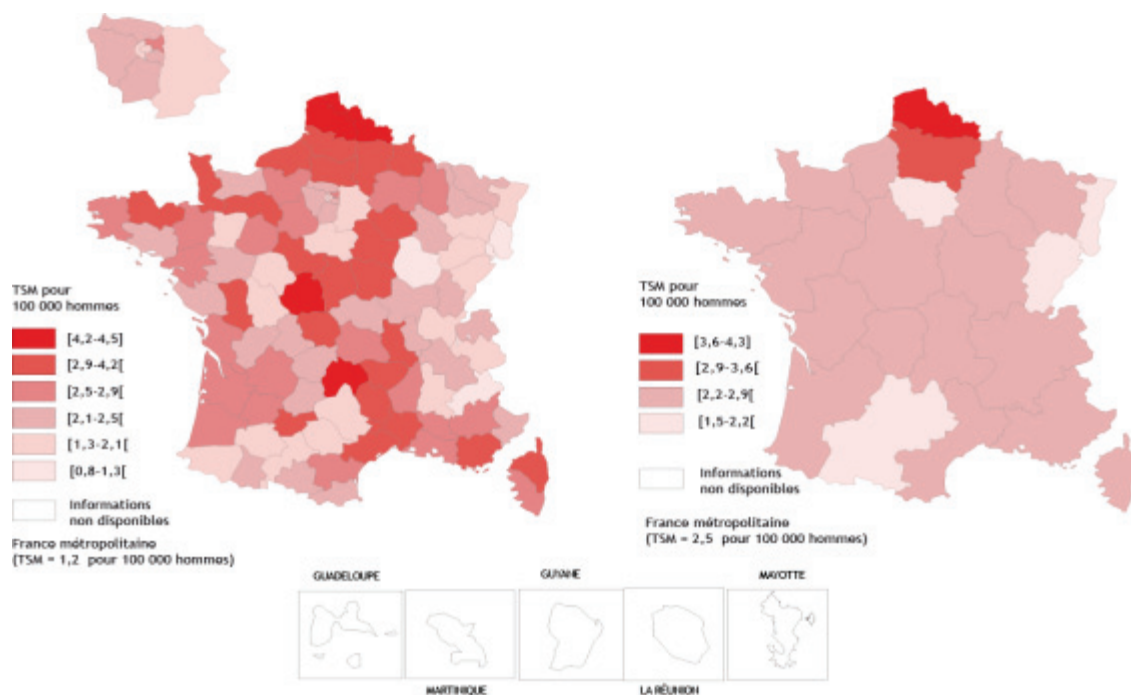 TSM pour
100 000 hommes
[4,2-4,5]
[2,9-4,2[
[2,5-2,9[
[2,1-2,5[
[1,3-2,1[
[0,8-1,3[
Informations
non disponibles
France métropolitaine
(TSM = 1,2 pour 100 000 hommes)
TSM pour
100 000 hommes
[3,6-4,3]
[2,9-3,6[
[2,2-2,9[
[1,5-2,2[
Informations
non disponibles
France métropolitaine
(TSM = 2,5 pour 100 000 hommes)
GUADELOUPE
GUYANE
MAYOTTE
MARTINIQUE
LA RÉUNION